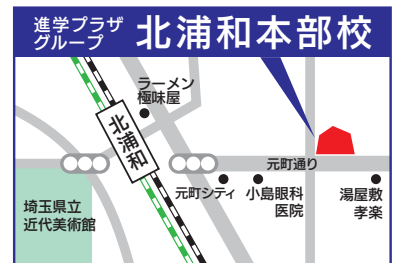 進学プラザ
グループ
北浦和本部校
ラーメン
極味屋
北浦和
元町通り
元町シティ
小島眼科
医院
湯屋敷
孝楽
埼玉県立
近代美術館